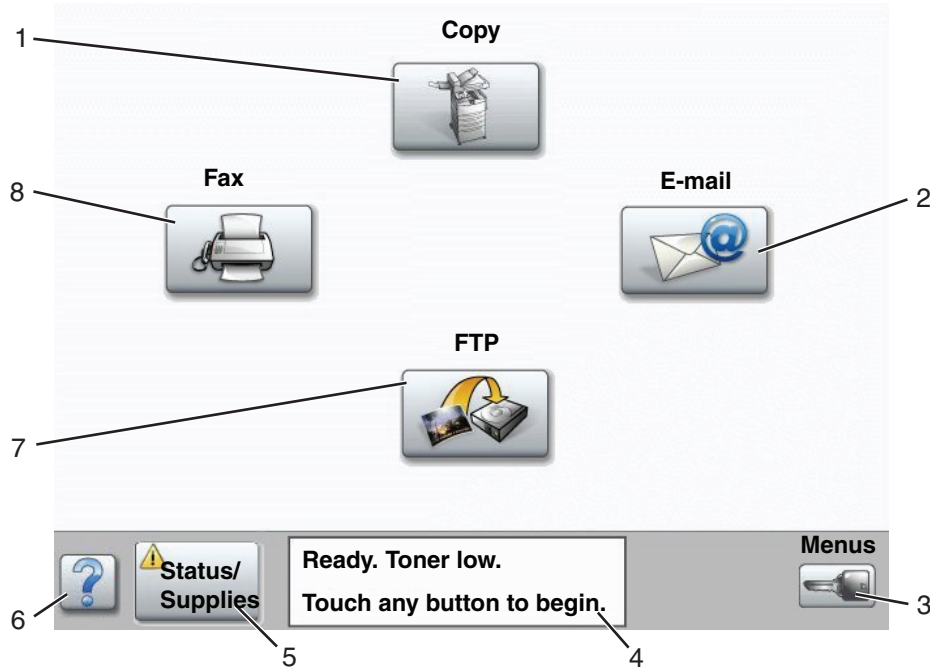 1
Copy
8
Fax
E-mail
2
@
FTP
7
?
6
Status/
Supplies
5
Ready. Toner low.
Touch any button to begin.
4
Menus
3